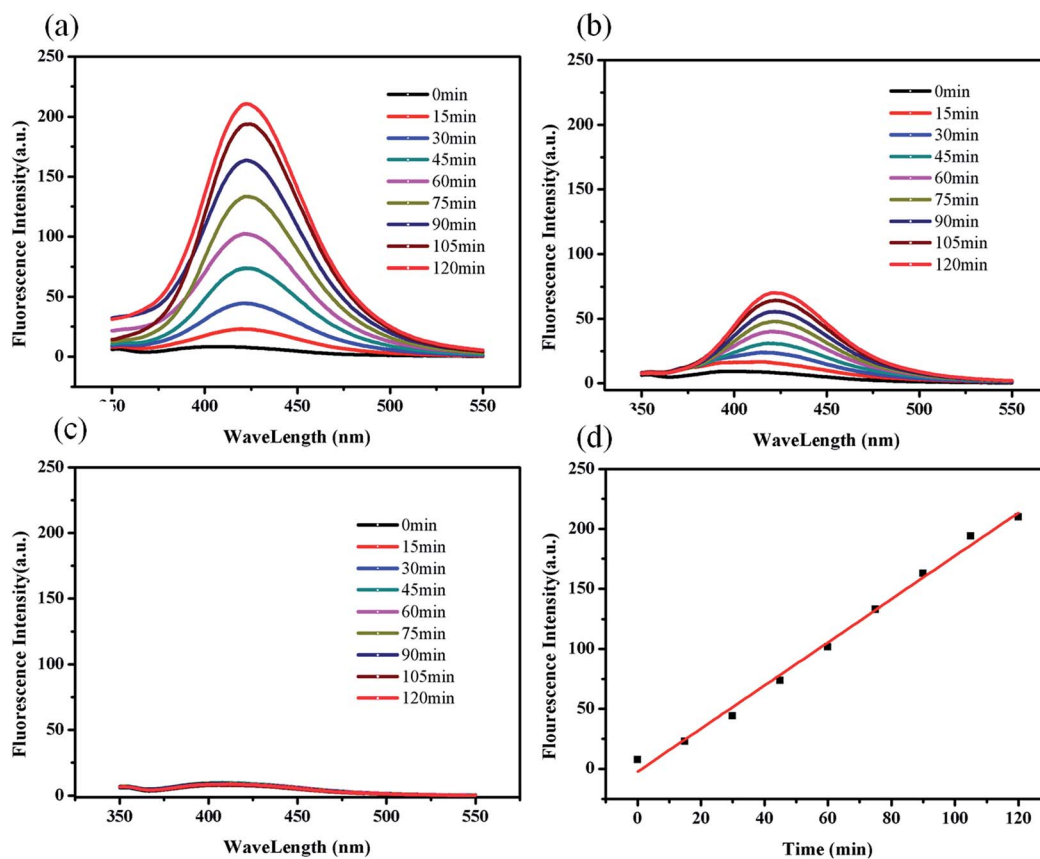 (a)
250
200
150
100
50
0
400
450
500
550
Fluorescence Intensity(a.u.)
WaveLength (nm)
0min
15min
30min
45min
60min
75min
90min
105min
120min
(b)
250
200
150
100
50
0
350
400
450
500
550
Fluorescence Intensity(a.u.)
WaveLength (nm)
0min
15min
30min
45min
60min
75min
90min
105min
120min
(c)
250
200
150
100
50
0
350
400
450
500
550
Fluorescence Intensity(a.u.)
WaveLength (nm)
0min
15min
30min
45min
60min
75min
90min
105min
120min
(d)
250
200
150
100
50
0
0
20
40
60
80
100
120
Flourescence Intensity(a.u.)
Time (min)